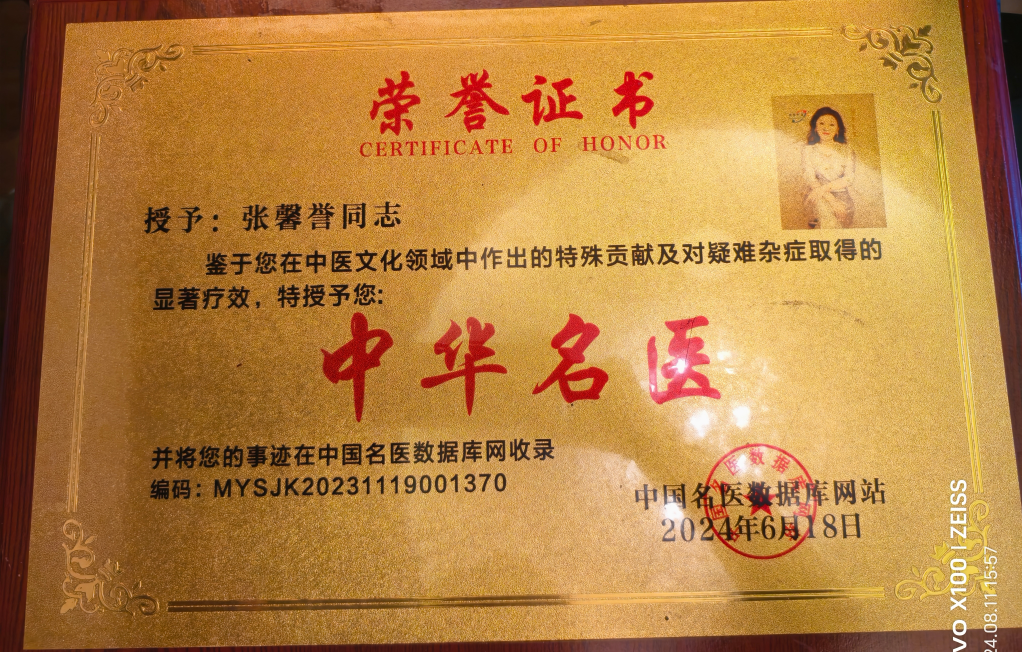 荣誉证书
CERTIFICATE OF HONOR
授予：张馨誉同志
鉴于您在中医文化领域中作出的特殊贡献及对疑难杂症取得的
显著疗效，特授予您：
中华名医
并将您的事迹在中国名医数据库网收录
编码：MYSJK20231119001370
中国名医数据库网站
2024年6月18日
VO X100 | ZEISS
24.08.11 15:57